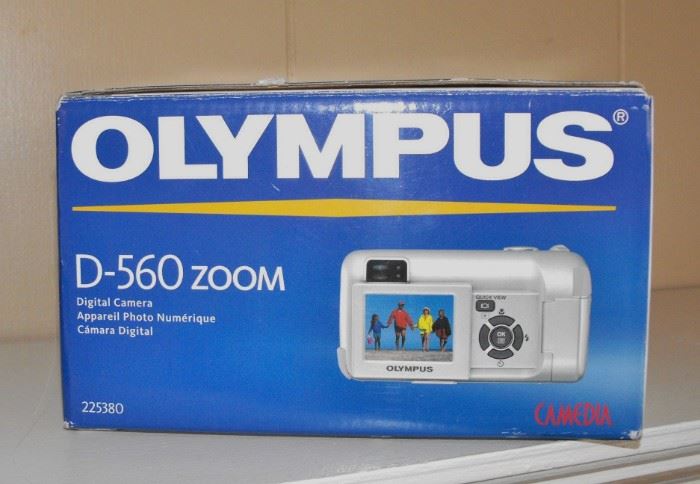 OLYMPUS®
D-560 ZOOM
Digital Camera
Appareil Photo Numérique
Cámara Digital
QUICK VIEW
OK
OLYMPUS
225380
CAMEDIA